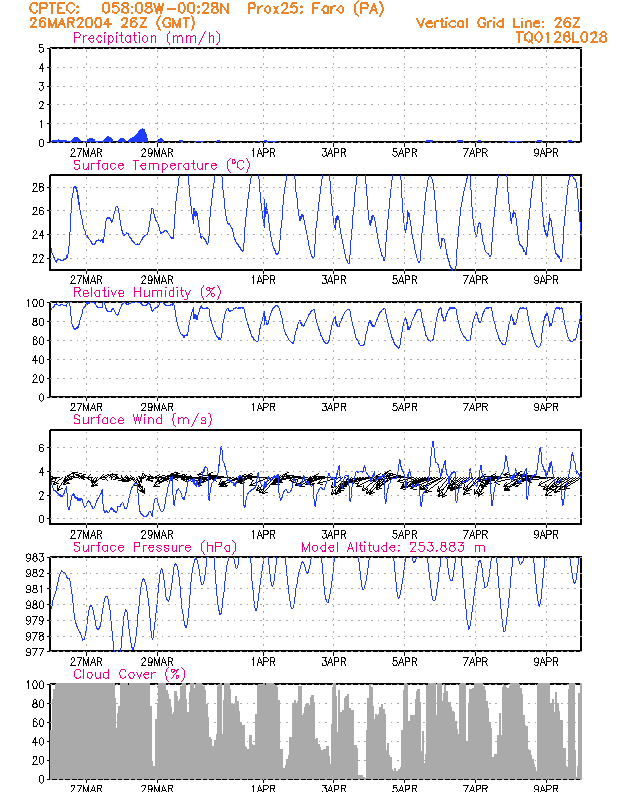 CPTEC: 058:08W-00:28N Prox25: Faro (PA)
26MAR2004 26Z (GMT) Vertical Grid Line: 26Z
Precipitation (mm/h) TQ0126L028
5
4
3
2
1
0
27MAR 29MAR 1APR 3APR 5APR 7APR 9APR
Surface Temperature (°C)
28
26
24
22
27MAR 29MAR 1APR 3APR 5APR 7APR 9APR
Relative Humidity (%)
100
80
60
40
20
0
27MAR 29MAR 1APR 3APR 5APR 7APR 9APR
Surface Wind (m/s)
6
4
2
0
27MAR 29MAR 1APR 3APR 5APR 7APR 9APR
Surface Pressure (hPa) Model Altitude: 253.883 m
983
982
981
980
979
978
977
27MAR 29MAR 1APR 3APR 5APR 7APR 9APR
Cloud Cover (%)
100
80
60
40
20
0
27MAR 29MAR 1APR 3APR 5APR 7APR 9APR